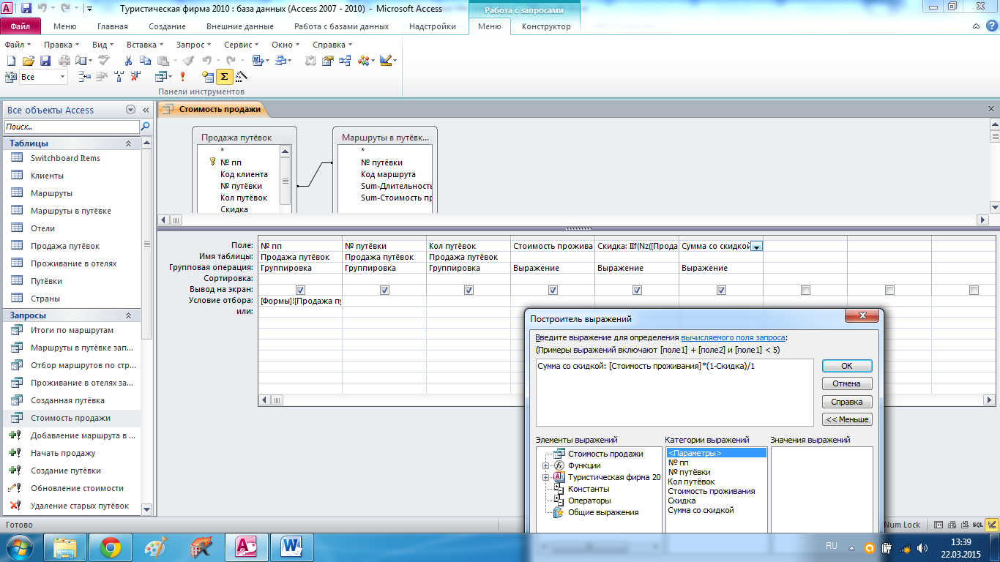 Туристическая фирма 2010 : база данных (Access 2007 - 2010) - Microsoft Access
Работа с запросами
Файл Меню Главная Создание Внешние данные Работа с базами данных Надстройки Меню Конструктор
Файл Правка Вид Вставка Запрос Сервис Окно Справка
Все
Панели инструментов
Все объекты Access
Поиск...
Таблицы
Switchboard Items
Клиенты
Маршруты
Маршруты в путёвке
Отели
Продажа путёвок
Проживание в отелях
Путёвки
Страны
Запросы
Итоги по маршрутам
Маршруты в путёвке зап...
Отбор маршрутов по стр...
Проживание в отелях за...
Созданная путёвка
Стоимость продажи
Добавление маршрута в ...
Начать продажу
Создание путёвки
Обновление стоимости
Удаление старых путёвок
Стоимость продажи
Продажа путёвок
*
№ пп
Код клиента
№ путёвки
Кол путёвок
Скидка
Маршруты в путёвк...
*
№ путёвки
Код маршрута
Sum-Длительность
Sum-Стоимость пр
Поле: № пп № путёвки Кол путёвок Стоимость прожива Скидка: IIf(Nz([Прода Сумма со скидкой
Имя таблицы: Продажа путёвок Продажа путёвок Продажа путёвок
Групповая операция: Группировка Группировка Группировка Выражение Выражение Выражение
Сортировка:
Вывод на экран:
Условие отбора: [Формы]![Продажа пу
или:
Построитель выражений
Введите выражение для определения вычисляемого поля запроса:
(Примеры выражений включают [поле1] + [поле2] и [поле1] < 5)
Сумма со скидкой: [Стоимость проживания]*(1-Скидка)/1
ОК
Отмена
Справка
<< Меньше
Элементы выражений
Стоимость продажи
Функции
Туристическая фирма 20
Константы
Операторы
Общие выражения
Категории выражений
<Параметры>
№ пп
№ путёвки
Кол путёвок
Стоимость проживания
Скидка
Сумма со скидкой
Значения выражений
Готово
Num Lock
SQL
RU
13:39
22.03.2015